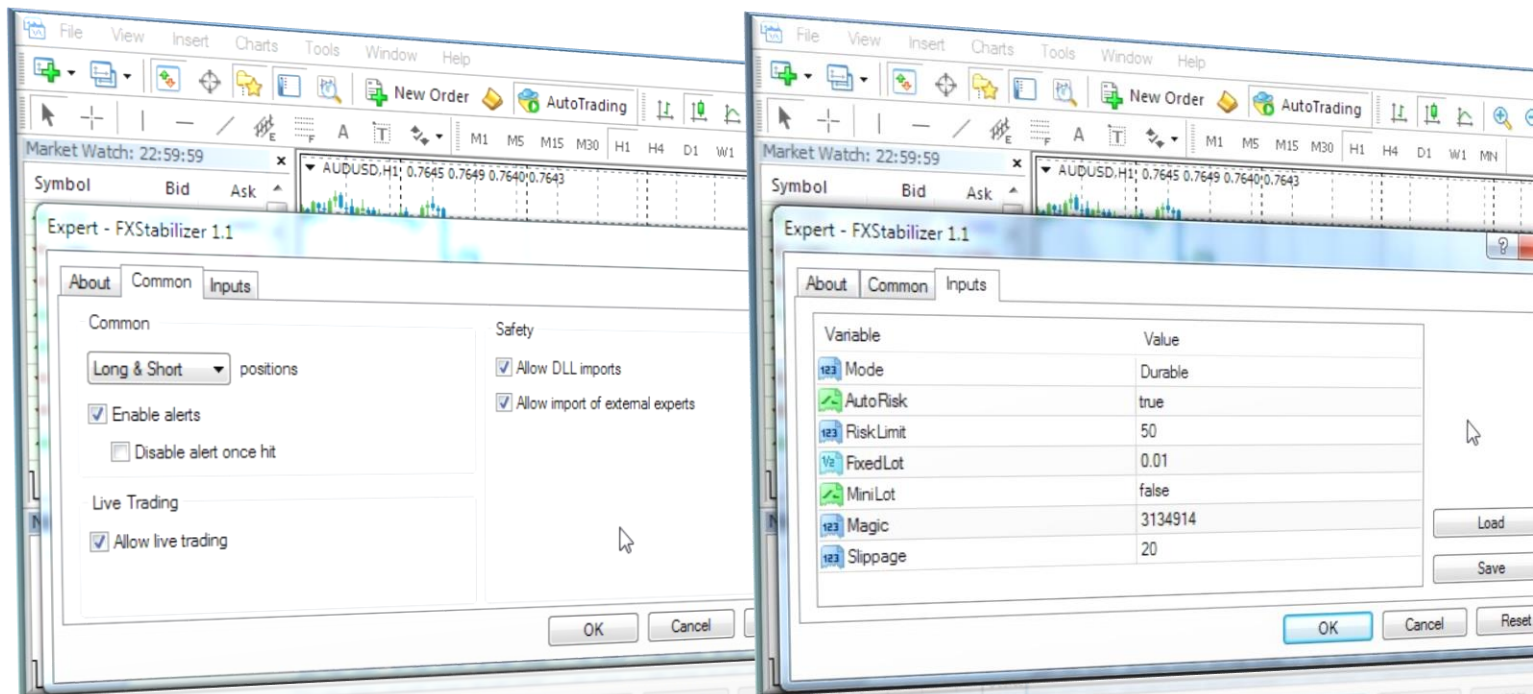 File View Insert Charts Tools Window Help
New Order AutoTrading
E F A T M1 M5 M15 M30 H1 H4 D1 W1
Market Watch: 22:59:59
AUDUSD,H1 0.7645 0.7649 0.7640 0.7643
Symbol Bid Ask
Expert - FXStabilizer 1.1
About Common Inputs
Common
Long & Short positions
Enable alerts
Disable alert once hit
Live Trading
Allow live trading
Safety
Allow DLL imports
Allow import of external experts
OK Cancel
File View Insert Charts Tools Window Help
New Order AutoTrading
E F A T M1 M5 M15 M30 H1 H4 D1 W1 MN
Market Watch: 22:59:59
AUDUSD,H1 0.7645 0.7649 0.7640 0.7643
Symbol Bid Ask
Expert - FXStabilizer 1.1
?
About Common Inputs
Variable Value
123 Mode Durable
AutoRisk true
123 RiskLimit 50
1/2 FixedLot 0.01
MiniLot false
123 Magic 3134914
123 Slippage 20
Load
Save
OK Cancel Reset